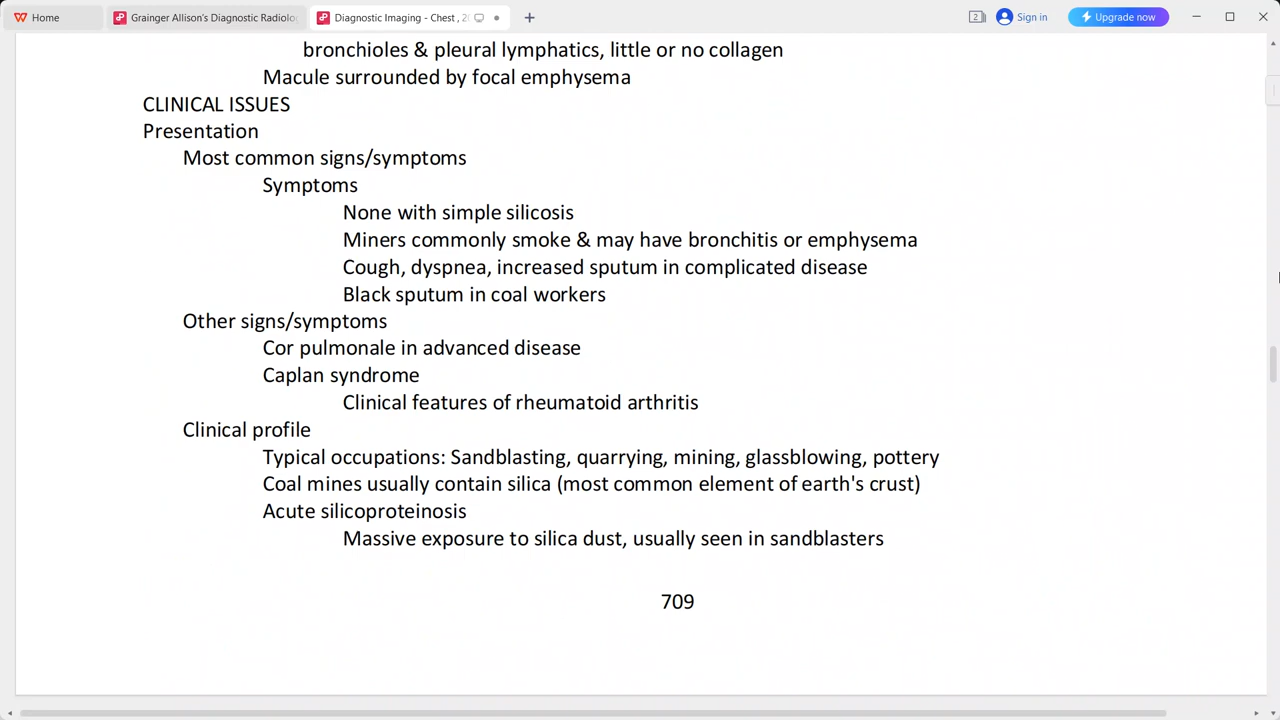 Home
Grainger Allison's Diagnostic Radiolo
Diagnostic Imaging - Chest , 2
2
Sign in
Upgrade now
bronchioles & pleural lymphatics, little or no collagen
Macule surrounded by focal emphysema
CLINICAL ISSUES
Presentation
Most common signs/symptoms
Symptoms
None with simple silicosis
Miners commonly smoke & may have bronchitis or emphysema
Cough, dyspnea, increased sputum in complicated disease
Black sputum in coal workers
Other signs/symptoms
Cor pulmonale in advanced disease
Caplan syndrome
Clinical features of rheumatoid arthritis
Clinical profile
Typical occupations: Sandblasting, quarrying, mining, glassblowing, pottery
Coal mines usually contain silica (most common element of earth's crust)
Acute silicoproteinosis
Massive exposure to silica dust, usually seen in sandblasters
709